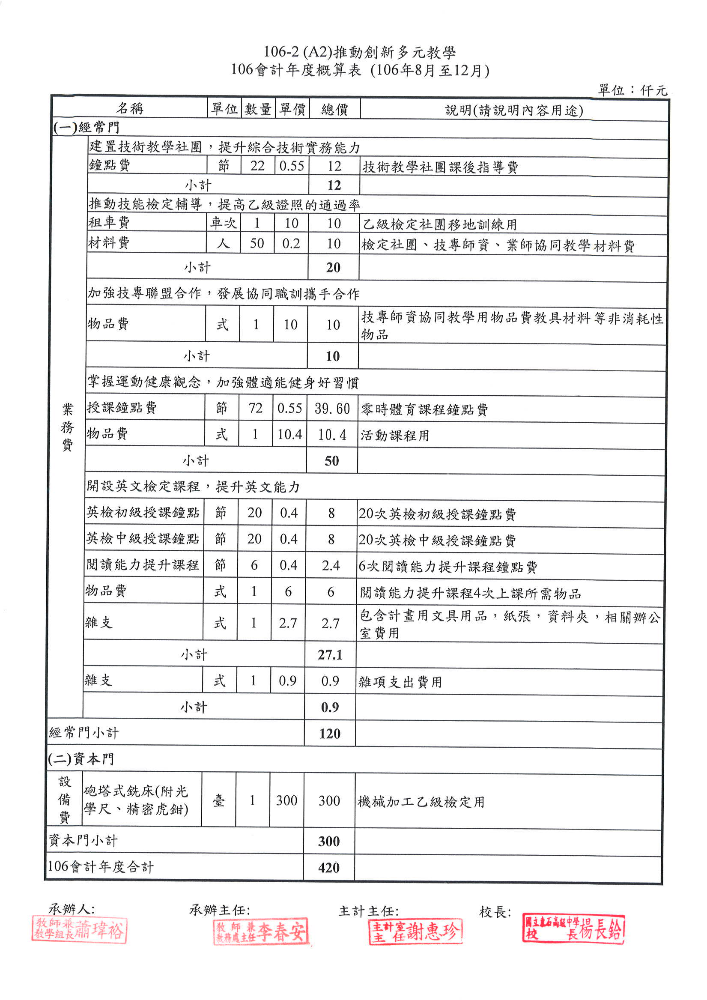 106-2 (A2)推動創新多元教學
106會計年度概算表 (106年8月至12月)
單位：仟元
名稱 單位 數量 單價 總價 說明(請說明內容用途)
(一)經常門
業務費
建置技術教學社團，提升綜合技術實務能力
鐘點費 節 22 0.55 12 技術教學社團課後指導費
小計 12
推動技能檢定輔導，提高乙級證照的通過率
租車費 車次 1 10 10 乙級檢定社團移地訓練用
材料費 人 50 0.2 10 檢定社團、技專師資、業師協同教學材料費
小計 20
加強技專聯盟合作，發展協同職訓攜手合作
物品費 式 1 10 10 技專師資協同教學用物品費教具材料等非消耗性
物品
小計 10
掌握運動健康觀念，加強體適能健身好習慣
授課鐘點費 節 72 0.55 39.60 零時體育課程鐘點費
物品費 式 1 10.4 10.4 活動課程用
小計 50
開設英文檢定課程，提升英文能力
英檢初級授課鐘點 節 20 0.4 8 20次英檢初級授課鐘點費
英檢中級授課鐘點 節 20 0.4 8 20次英檢中級授課鐘點費
閱讀能力提升課程 節 6 0.4 2.4 6次閱讀能力提升課程鐘點費
物品費 式 1 6 6 閱讀能力提升課程4次上課所需物品
雜支 式 1 2.7 2.7 包含計畫用文具用品，紙張，資料夾，相關辦公
室費用
小計 27.1
雜支 式 1 0.9 0.9 雜項支出費用
小計 0.9
經常門小計 120
(二)資本門
設備費
砲塔式銑床(附光
學尺、精密虎鉗) 臺 1 300 300 機械加工乙級檢定用
資本門小計 300
106會計年度合計 420
承辦人: 承辦主任: 主計主任: 校長:
教師兼
教學組長 蕭瑋裕
教師兼
教務處主任 李春安
主計室
主任 謝惠珍
國立東石高級中學
校長 楊長鉿